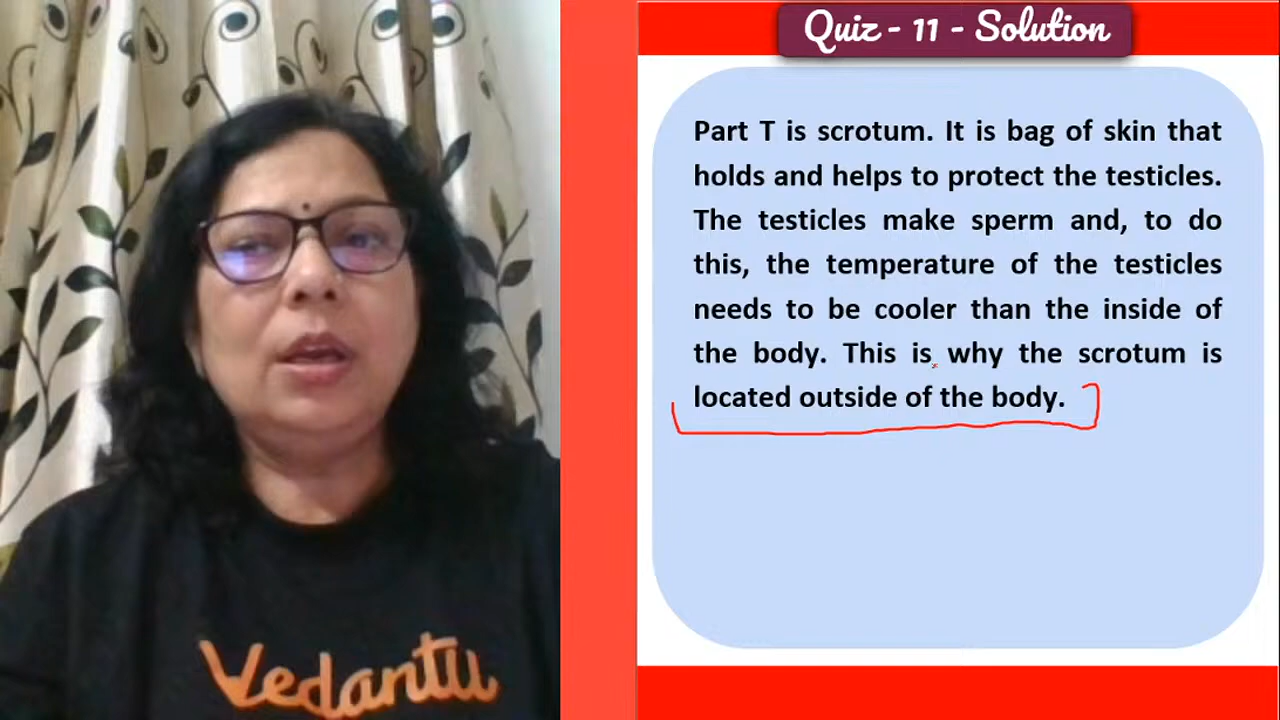 Quiz - 11 - Solution
Part T is scrotum. It is bag of skin that
holds and helps to protect the testicles.
The testicles make sperm and, to do
this, the temperature of the testicles
needs to be cooler than the inside of
the body. This is why the scrotum is
located outside of the body.
Vedantu